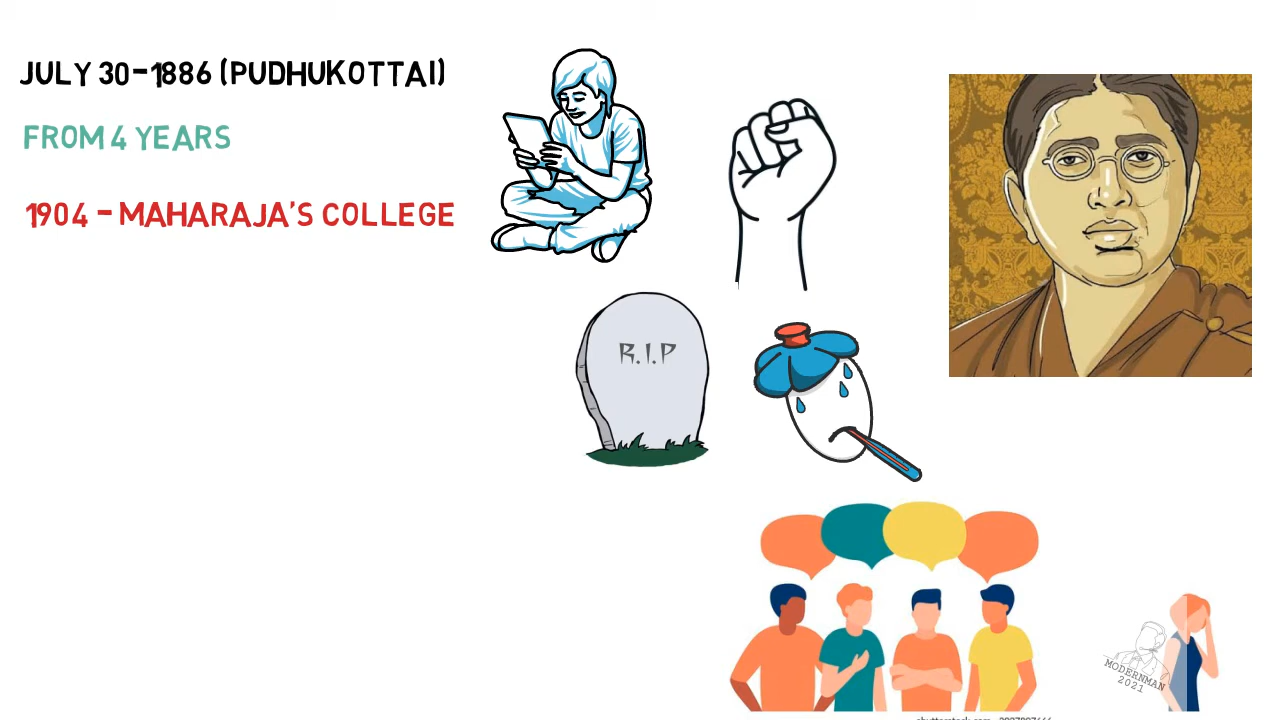 JULY 30-1886 (PUDHUKOTTAI)
FROM 4 YEARS
1904 - MAHARAJA'S COLLEGE
R.I.P
MODERNMAN
2021